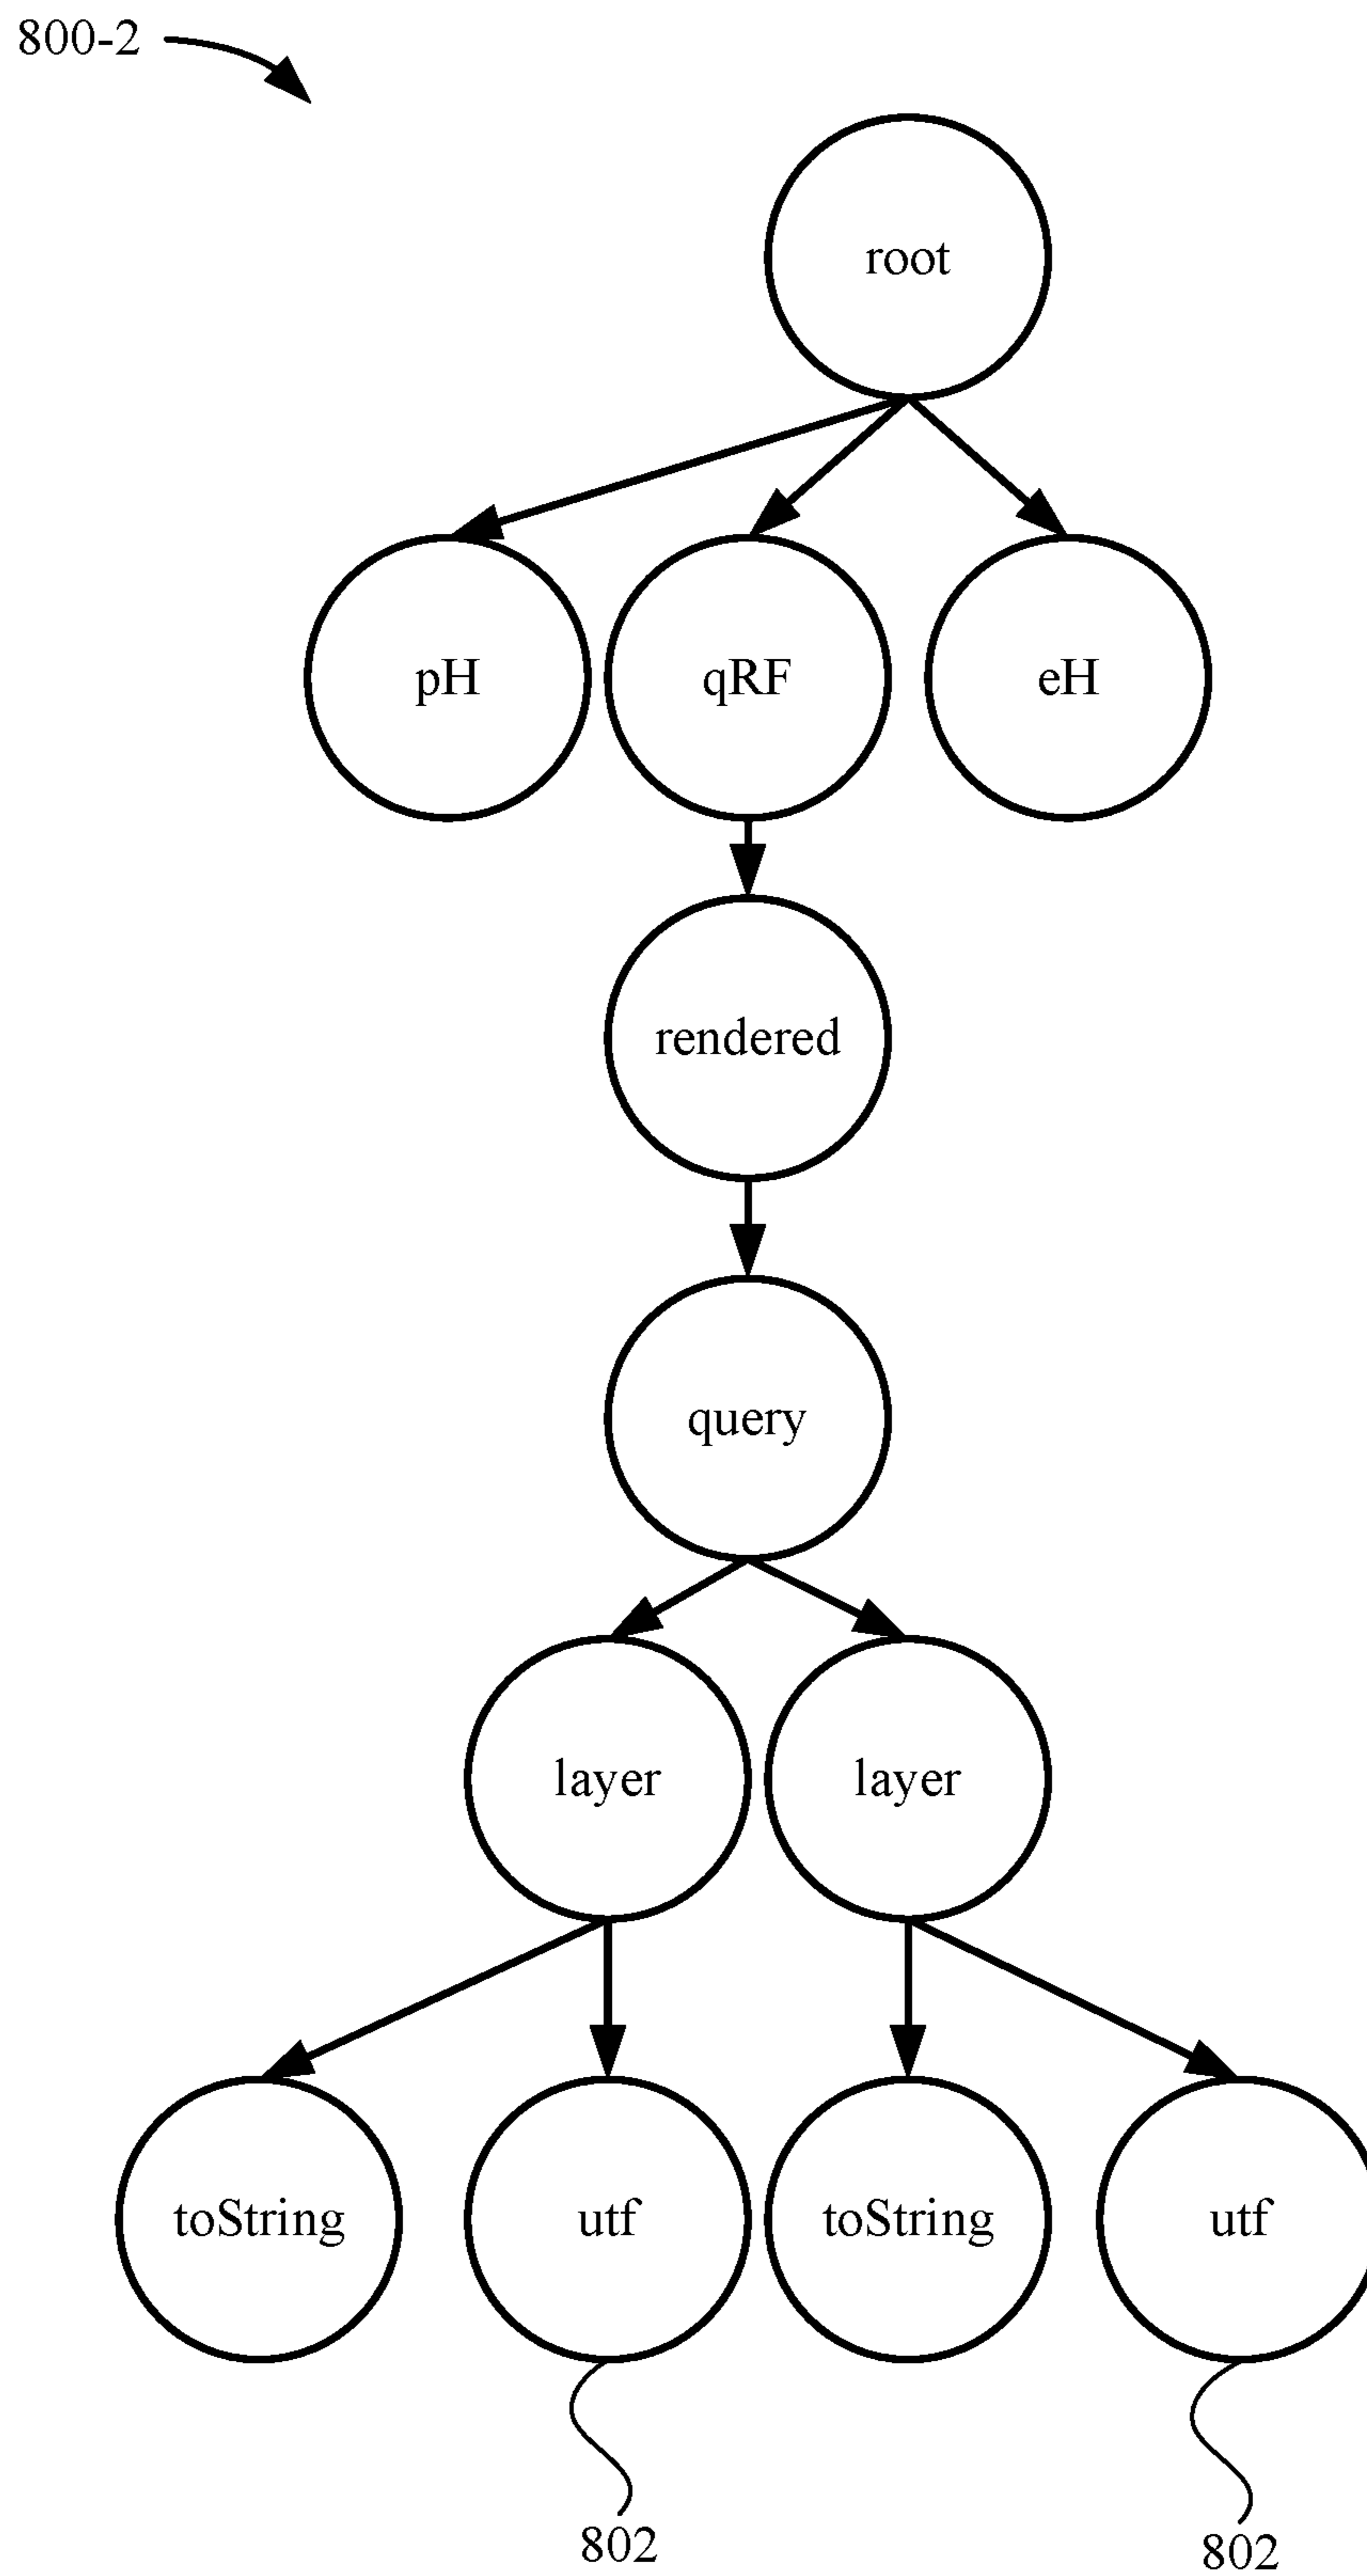 800-2
root
pH
qRF
eH
rendered
query
layer
layer
toString
utf
toString
utf
802
802